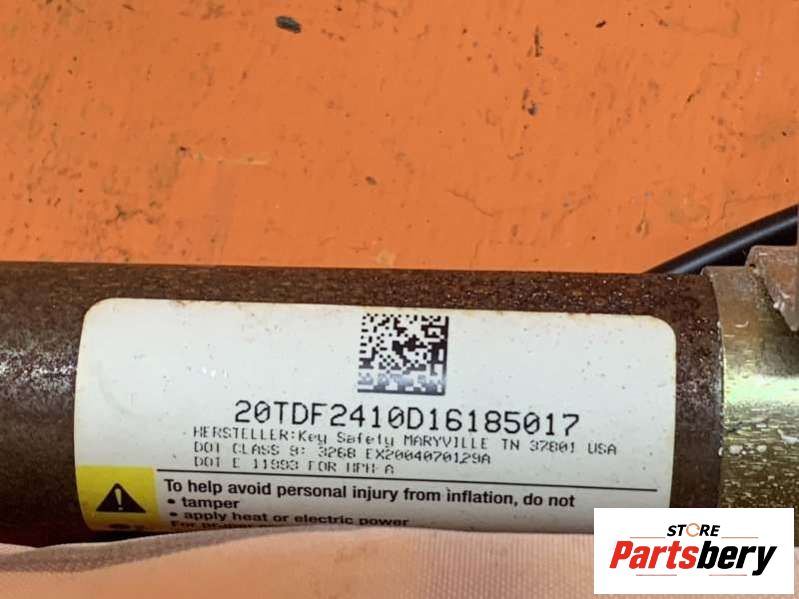 20TDF2410D16185017
HERSTELLER:Key Safety MARYVILLE TN 37801 USA
DOT CLASS 9: 3268 EX2004070129A
DOT E 11993 FOR
To help avoid personal injury from inflation, do not
• tamper
• apply heat or electric power
STORE
Partsbery